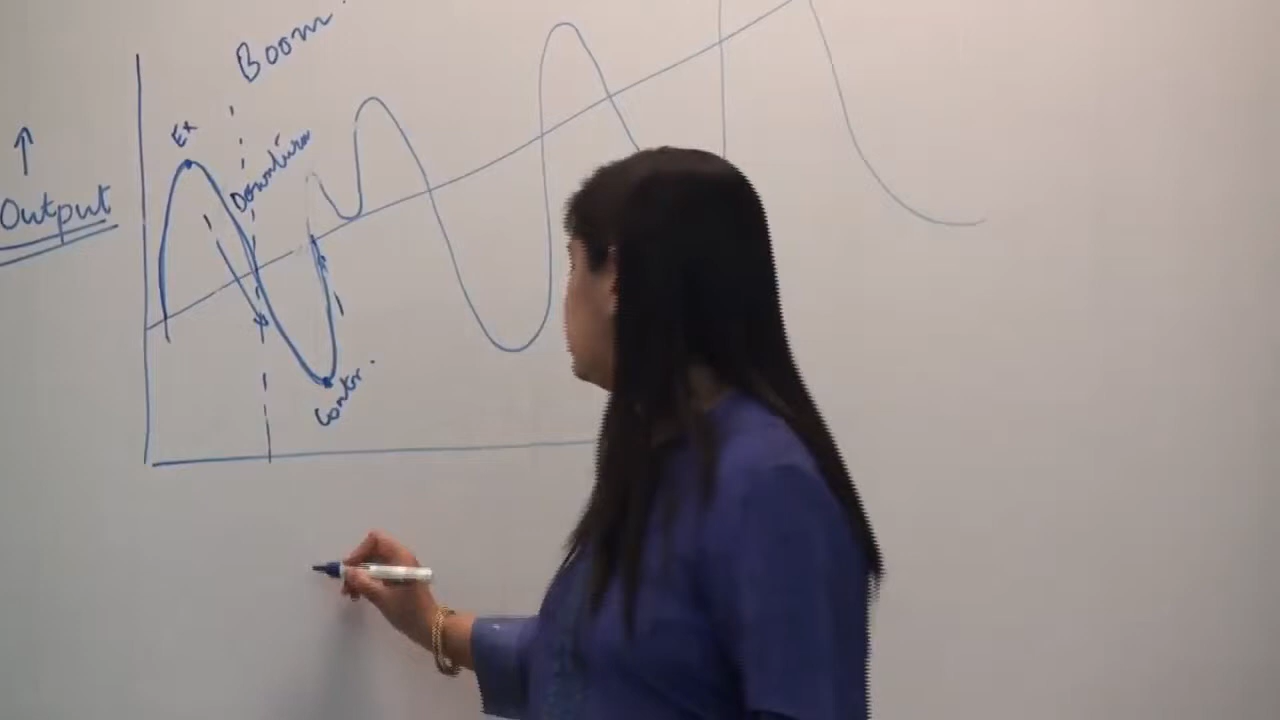 Boom
Ex
Downturn
↑
Output
Contr.